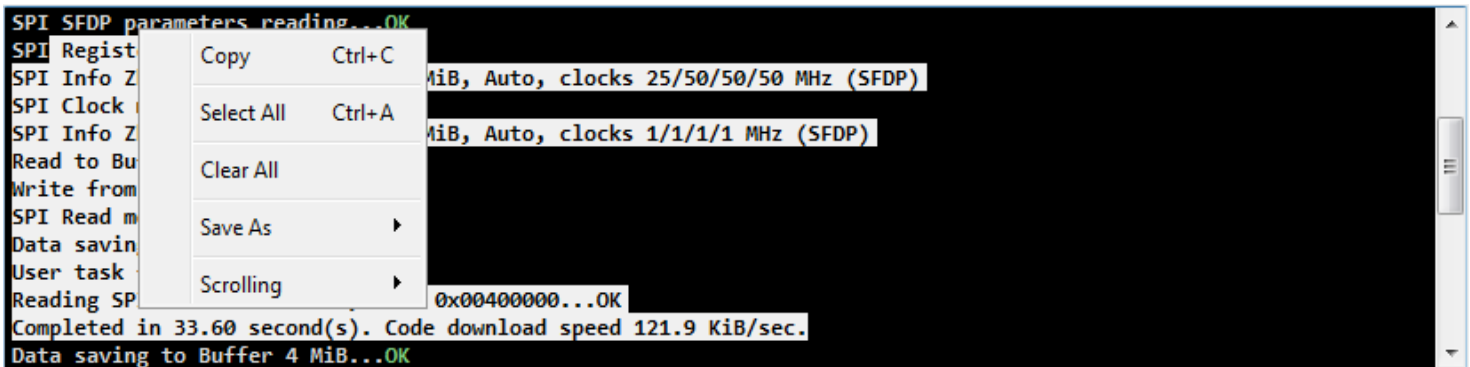 SPI SFDP parameters reading...OK
SPI Regist
SPI Info Z MiB, Auto, clocks 25/50/50/50 MHz (SFDP)
SPI Clock
SPI Info Z MiB, Auto, clocks 1/1/1/1 MHz (SFDP)
Read to Bu
Write from
SPI Read m
Data savin
User task
Reading SP 0x00400000...OK
Completed in 33.60 second(s). Code download speed 121.9 KiB/sec.
Data saving to Buffer 4 MiB...OK
Copy Ctrl+C
Select All Ctrl+A
Clear All
Save As
Scrolling